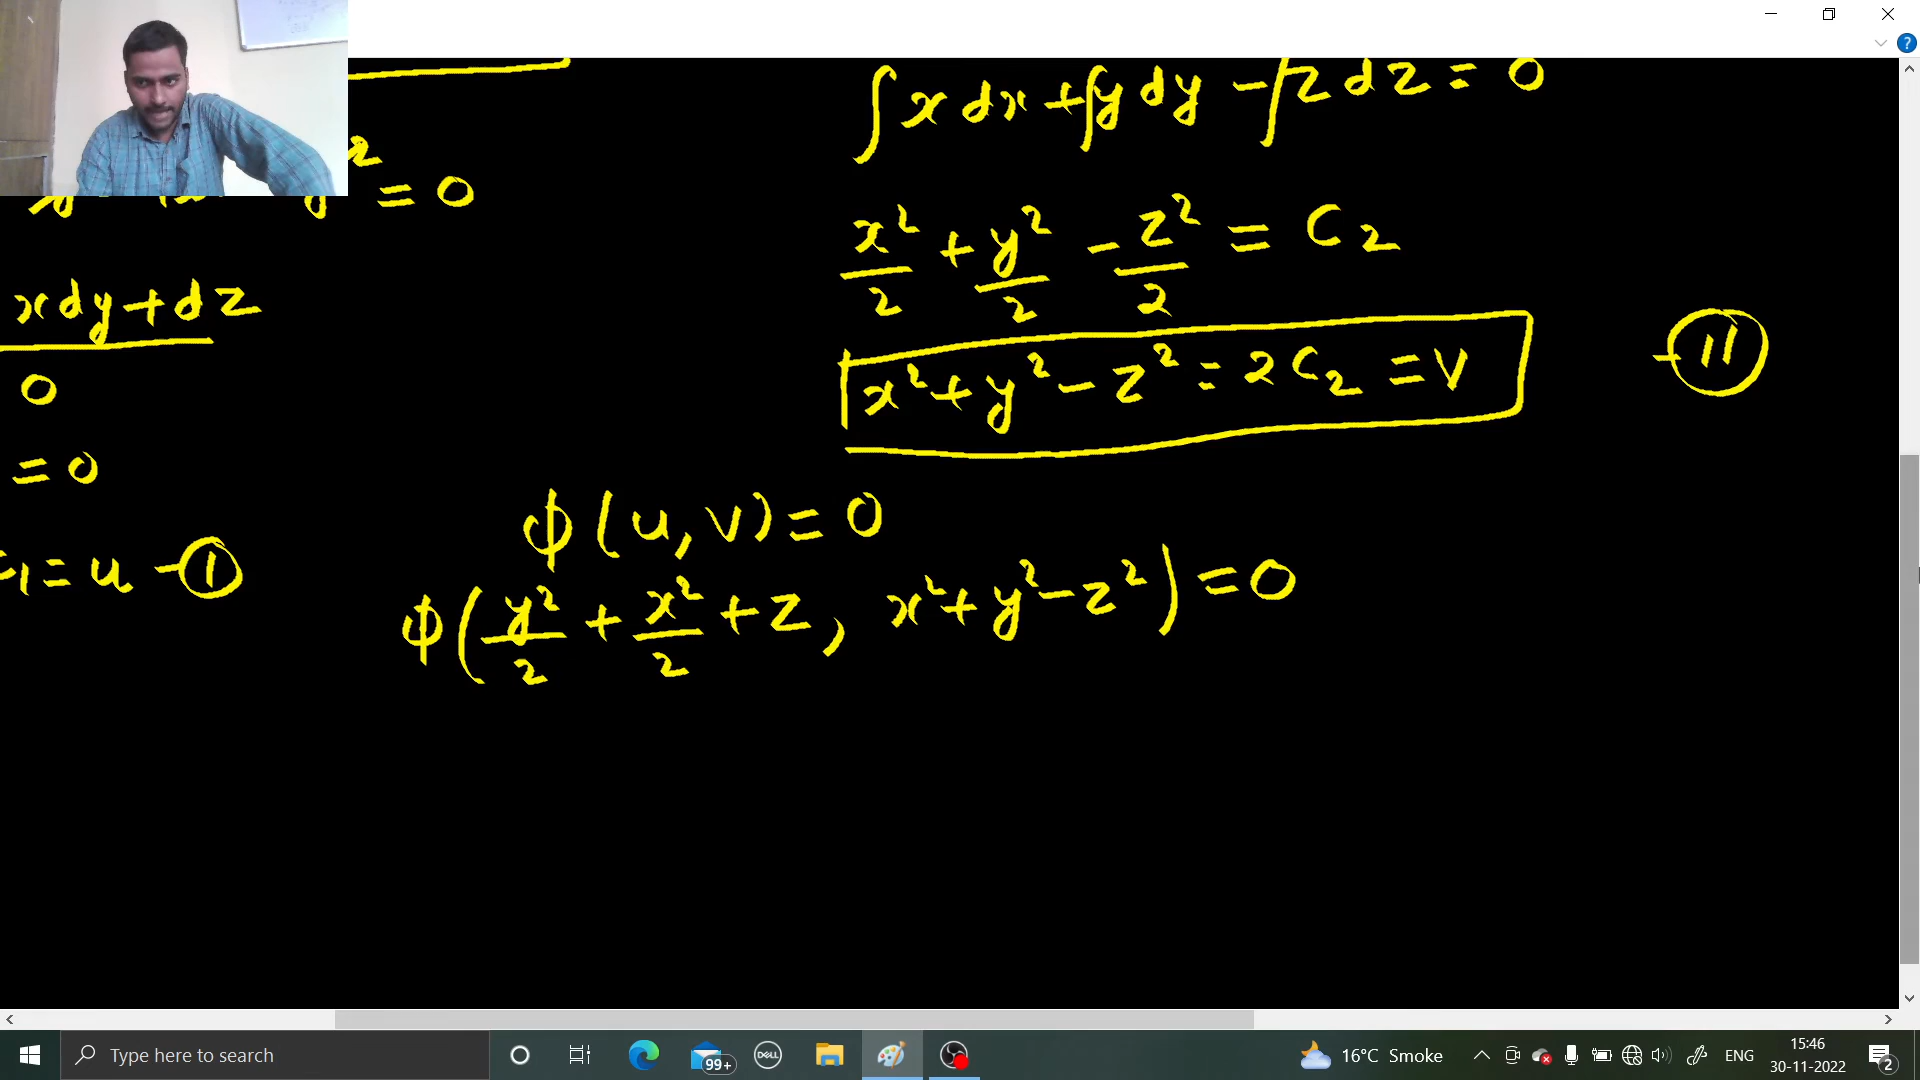 ∫x dx + ∫y dy - ∫z dz = 0
= 0
x²/2 + y²/2 - z²/2 = C₂
x dy + dz
0
x² + y² - z² = 2C₂ = V
-(11)
= 0
φ(u, v) = 0
C₁ = u -(1)
φ(y²/2 + x²/2 + z, x² + y² - z²) = 0
Type here to search
99+
DELL
16°C Smoke
ENG
15:46
30-11-2022
2